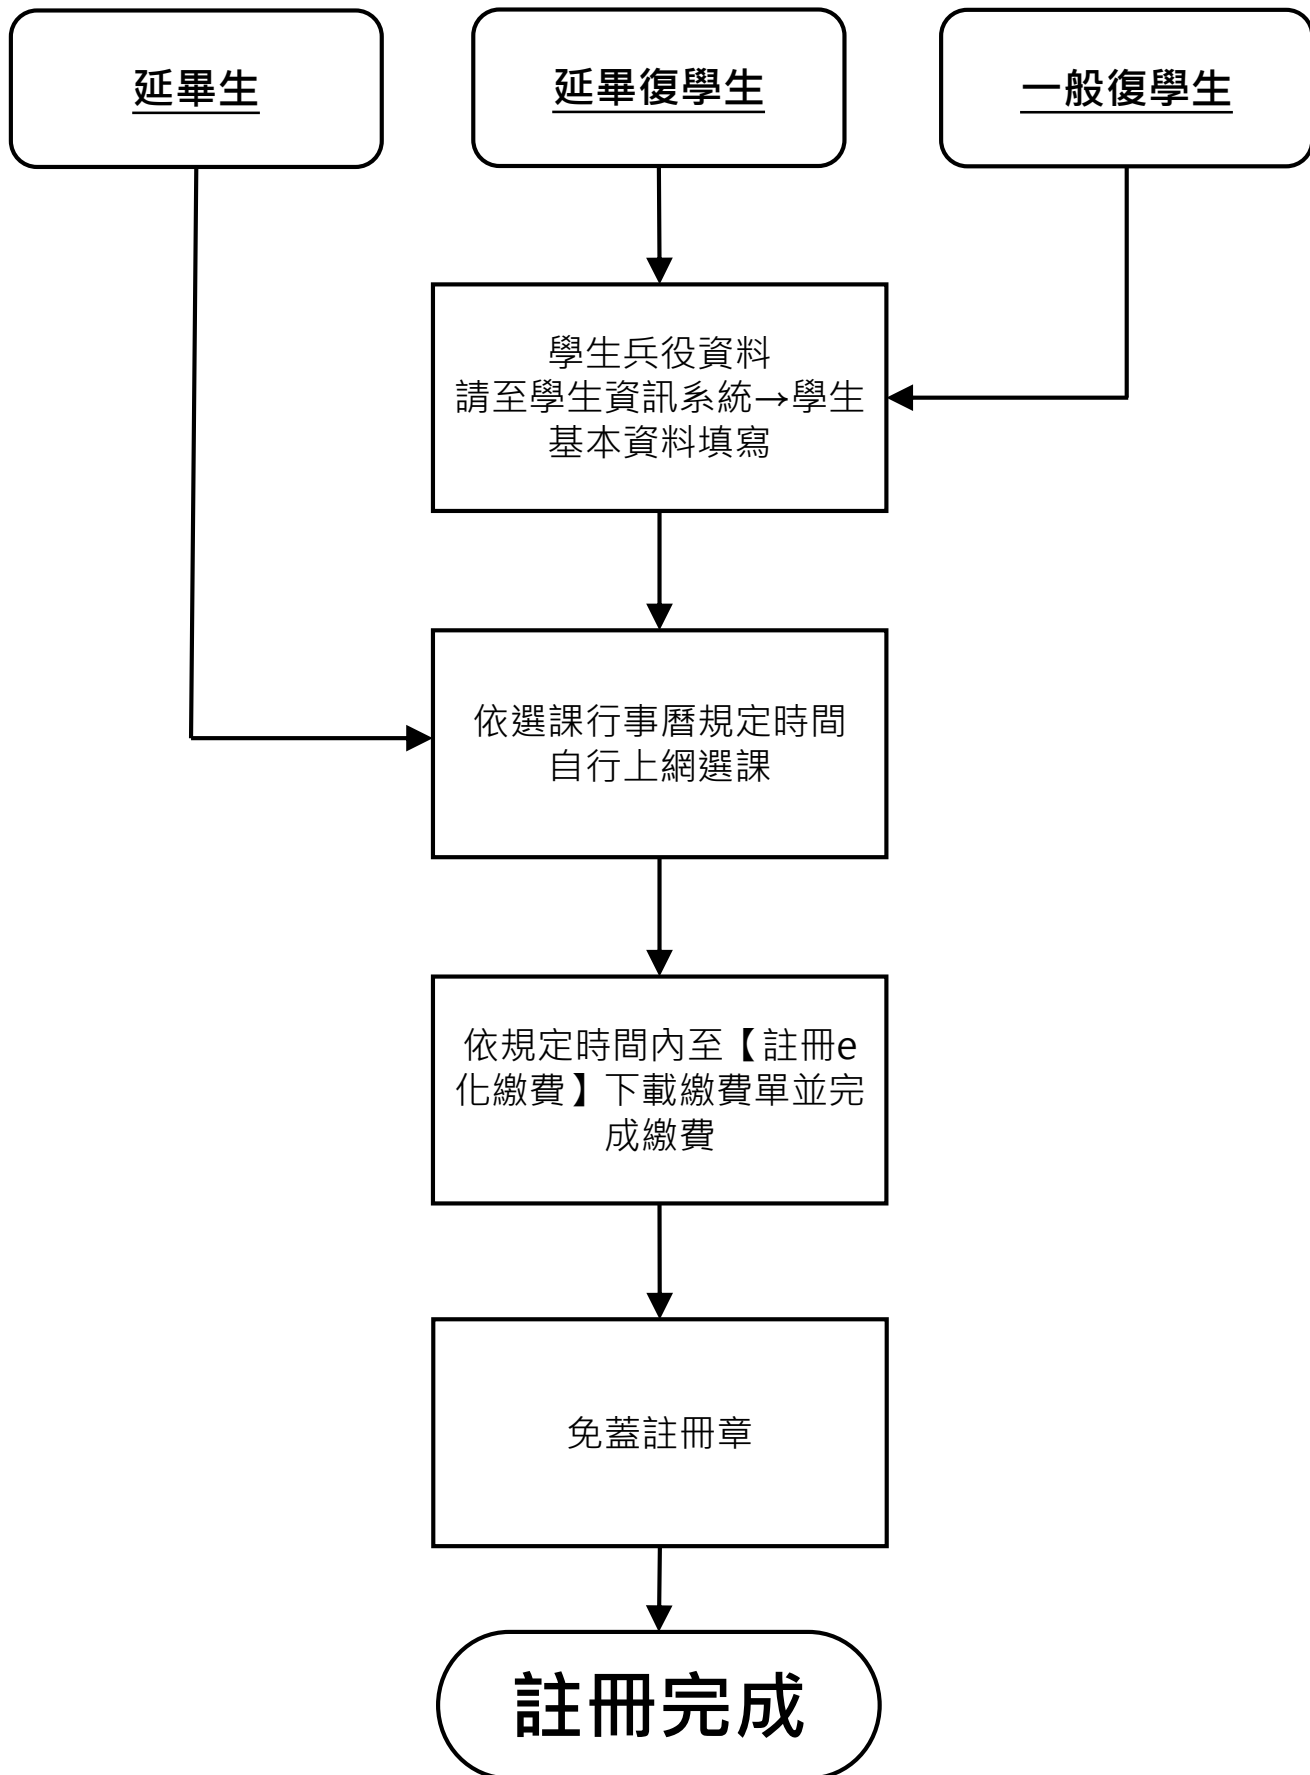 延畢生
延畢復學生
一般復學生
學生兵役資料
請至學生資訊系統→學生
基本資料填寫
依選課行事曆規定時間
自行上網選課
依規定時間內至【註冊e
化繳費】下載繳費單並完
成繳費
免蓋註冊章
註冊完成